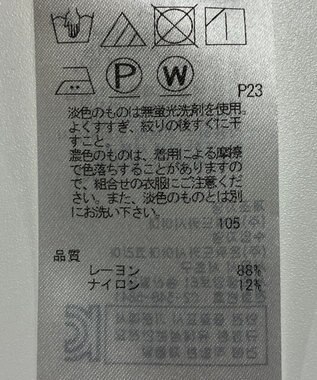 P
W
P23
淡色のものは無蛍光洗剤を使用。
よくすすぎ、絞りの後すぐに干
すこと。
濃色のものは、着用による摩擦
で色落ちすることがありますの
で、組合せの衣服にご注意くだ
さい。また、淡色のものとは別
にお洗い下さい。
105
品質
レーヨン 88%
ナイロン 12%